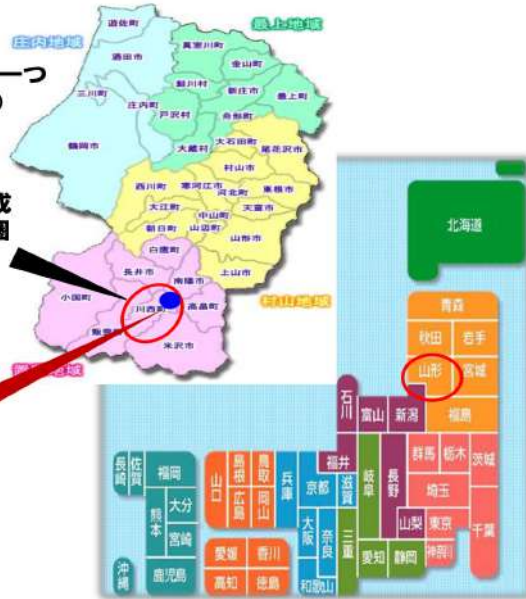 遊佐町
庄内地域
酒田市
真室川町
最上地域
金山町
一つ
三川町
庄内町
鮭川村
新庄市
最上町
戸沢村
舟形町
鶴岡市
大蔵村
大石田町
尾花沢市
村山市
西川町
寒河江市
河北町
東根市
大江町
天童市
中山町
朝日町
山辺町
山形市
白鷹町
上山市
長井市
南陽市
村山地域
小国町
川西町
高畠町
米沢市
地域
北海道
青森
秋田
岩手
山形
宮城
石川
富山
新潟
福島
福井
岐阜
長野
群馬
栃木
茨城
長崎
佐賀
福岡
山口
島根
鳥取
兵庫
京都
滋賀
埼玉
熊本
大分
広島
岡山
大阪
奈良
三重
山梨
東京
千葉
宮崎
愛媛
香川
愛知
静岡
神奈川
沖縄
鹿児島
高知
徳島
和歌山